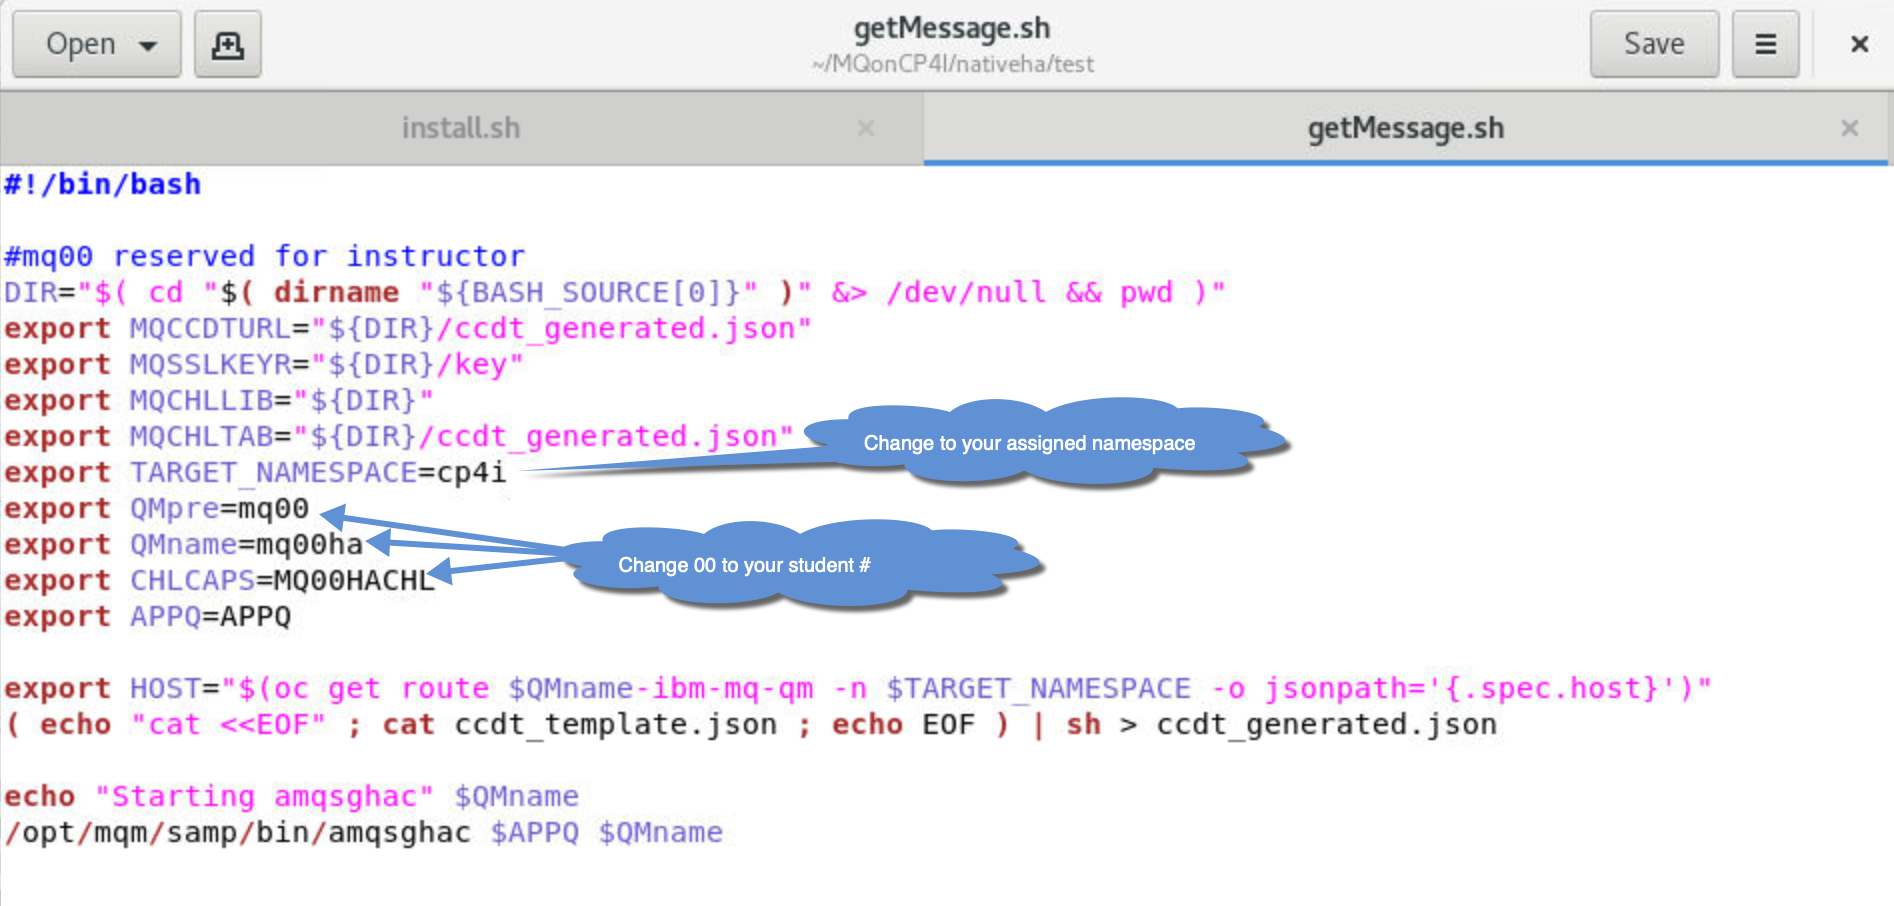 Open
getMessage.sh
~/MQonCP4I/nativeha/test
Save
install.sh
getMessage.sh
#!/bin/bash
#mq00 reserved for instructor
DIR="$( cd "$( dirname "${BASH_SOURCE[0]}" )" &> /dev/null && pwd )"
export MQCCDTURL="${DIR}/ccdt_generated.json"
export MQSSLKEYR="${DIR}/key"
export MQCHLLIB="${DIR}"
export MQCHLTAB="${DIR}/ccdt_generated.json"
Change to your assigned namespace
export TARGET_NAMESPACE=cp4i
export QMpre=mq00
export QMname=mq00ha
Change 00 to your student #
export CHLCAPS=MQ00HACHL
export APPQ=APPQ
export HOST="$(oc get route $QMname-ibm-mq-qm -n $TARGET_NAMESPACE -o jsonpath='{.spec.host}')"
( echo "cat <<EOF" ; cat ccdt_template.json ; echo EOF ) | sh > ccdt_generated.json
echo "Starting amqsghac" $QMname
/opt/mqm/samp/bin/amqsghac $APPQ $QMname